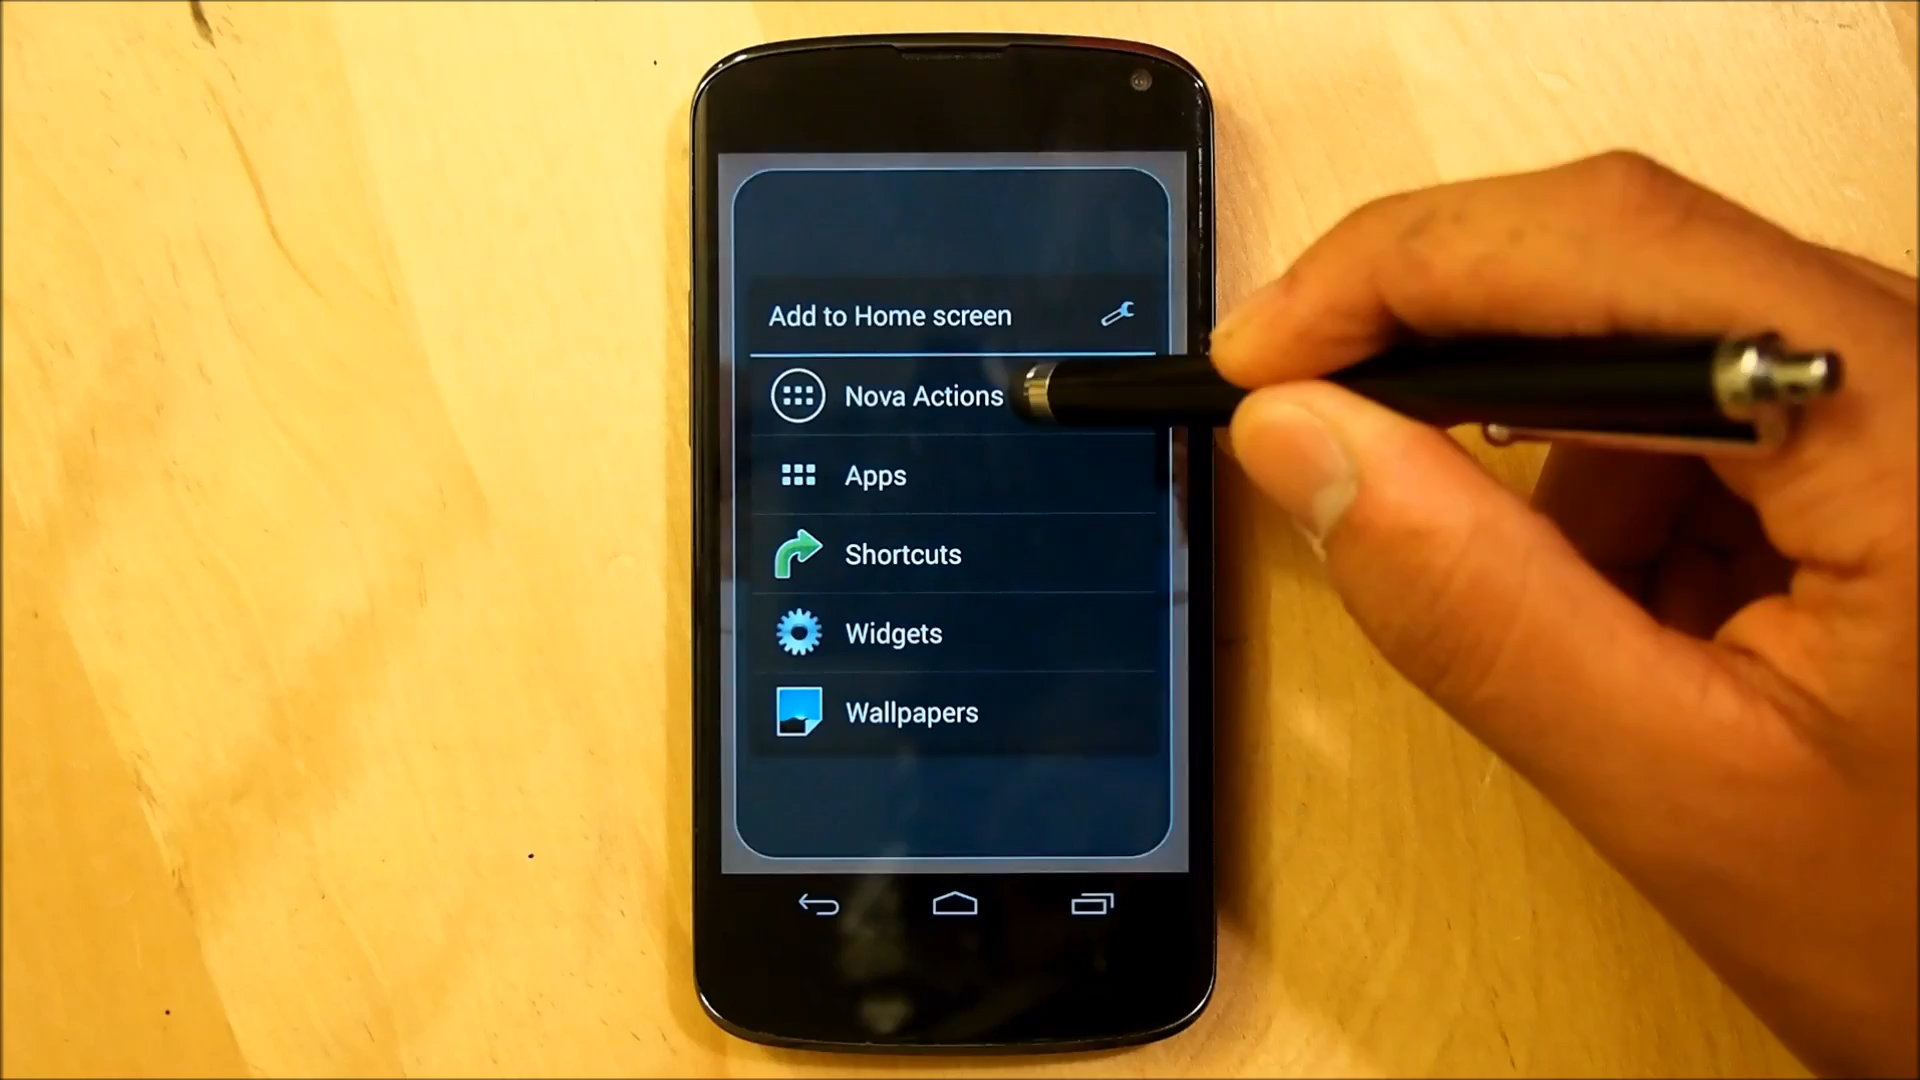 Add to Home screen
Nova Actions
Apps
Shortcuts
Widgets
Wallpapers